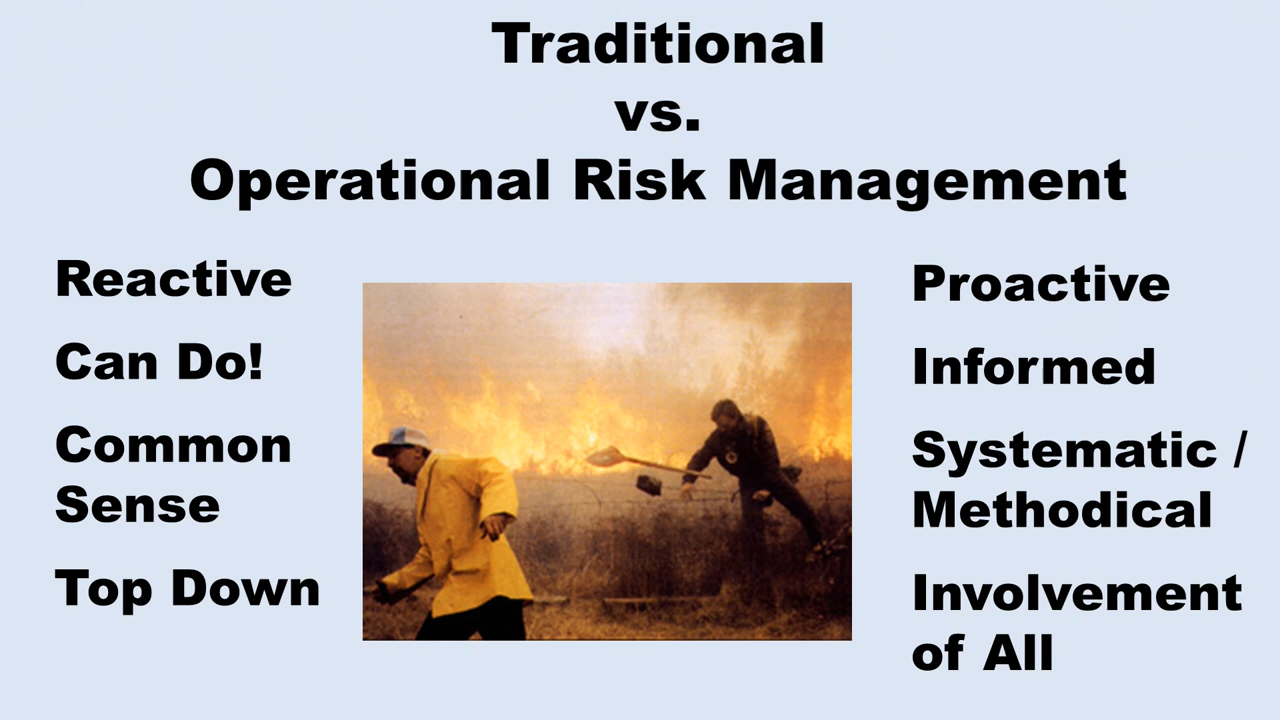 Traditional
vs.
Operational Risk Management
Reactive
Can Do!
Common
Sense
Top Down
Proactive
Informed
Systematic /
Methodical
Involvement
of All